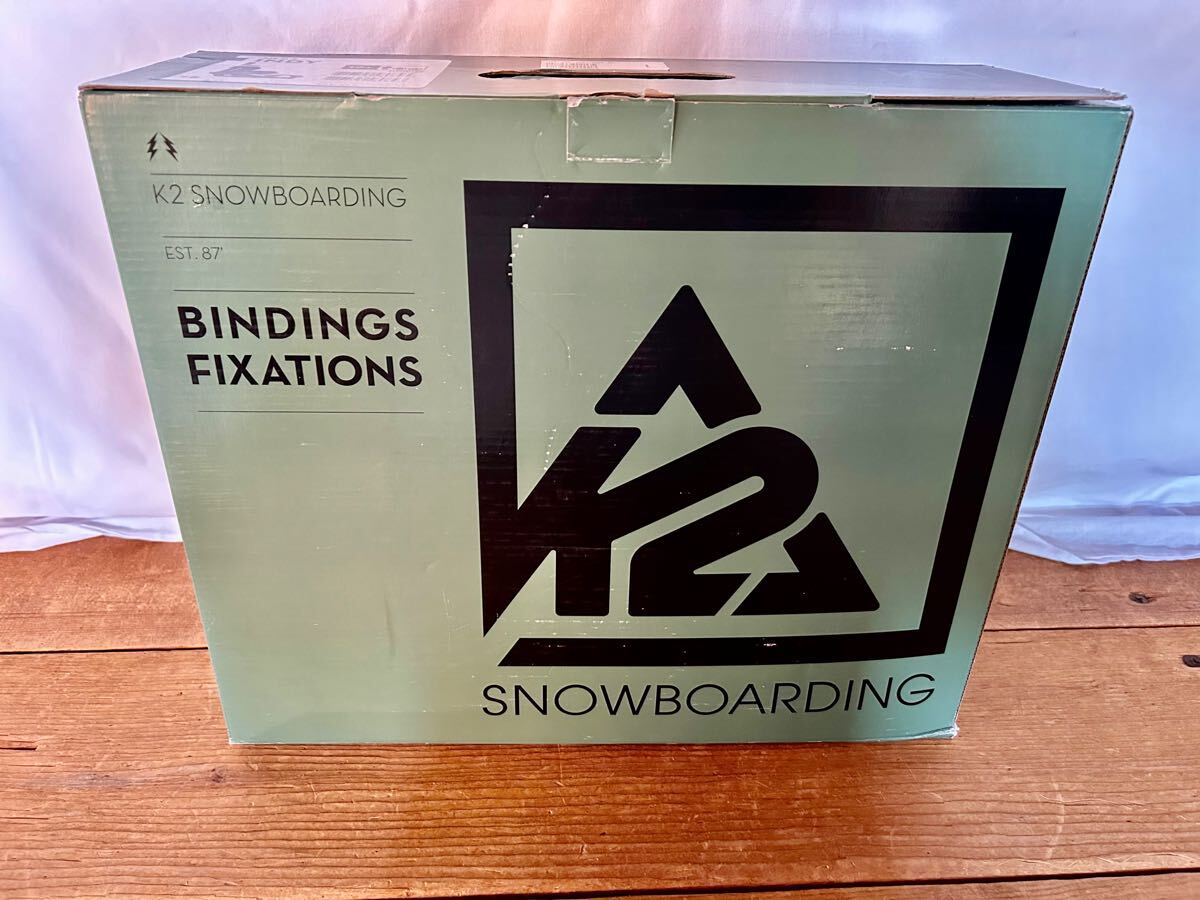 K2 SNOWBOARDING
EST. 87'
BINDINGS
FIXATIONS
K2
SNOWBOARDING